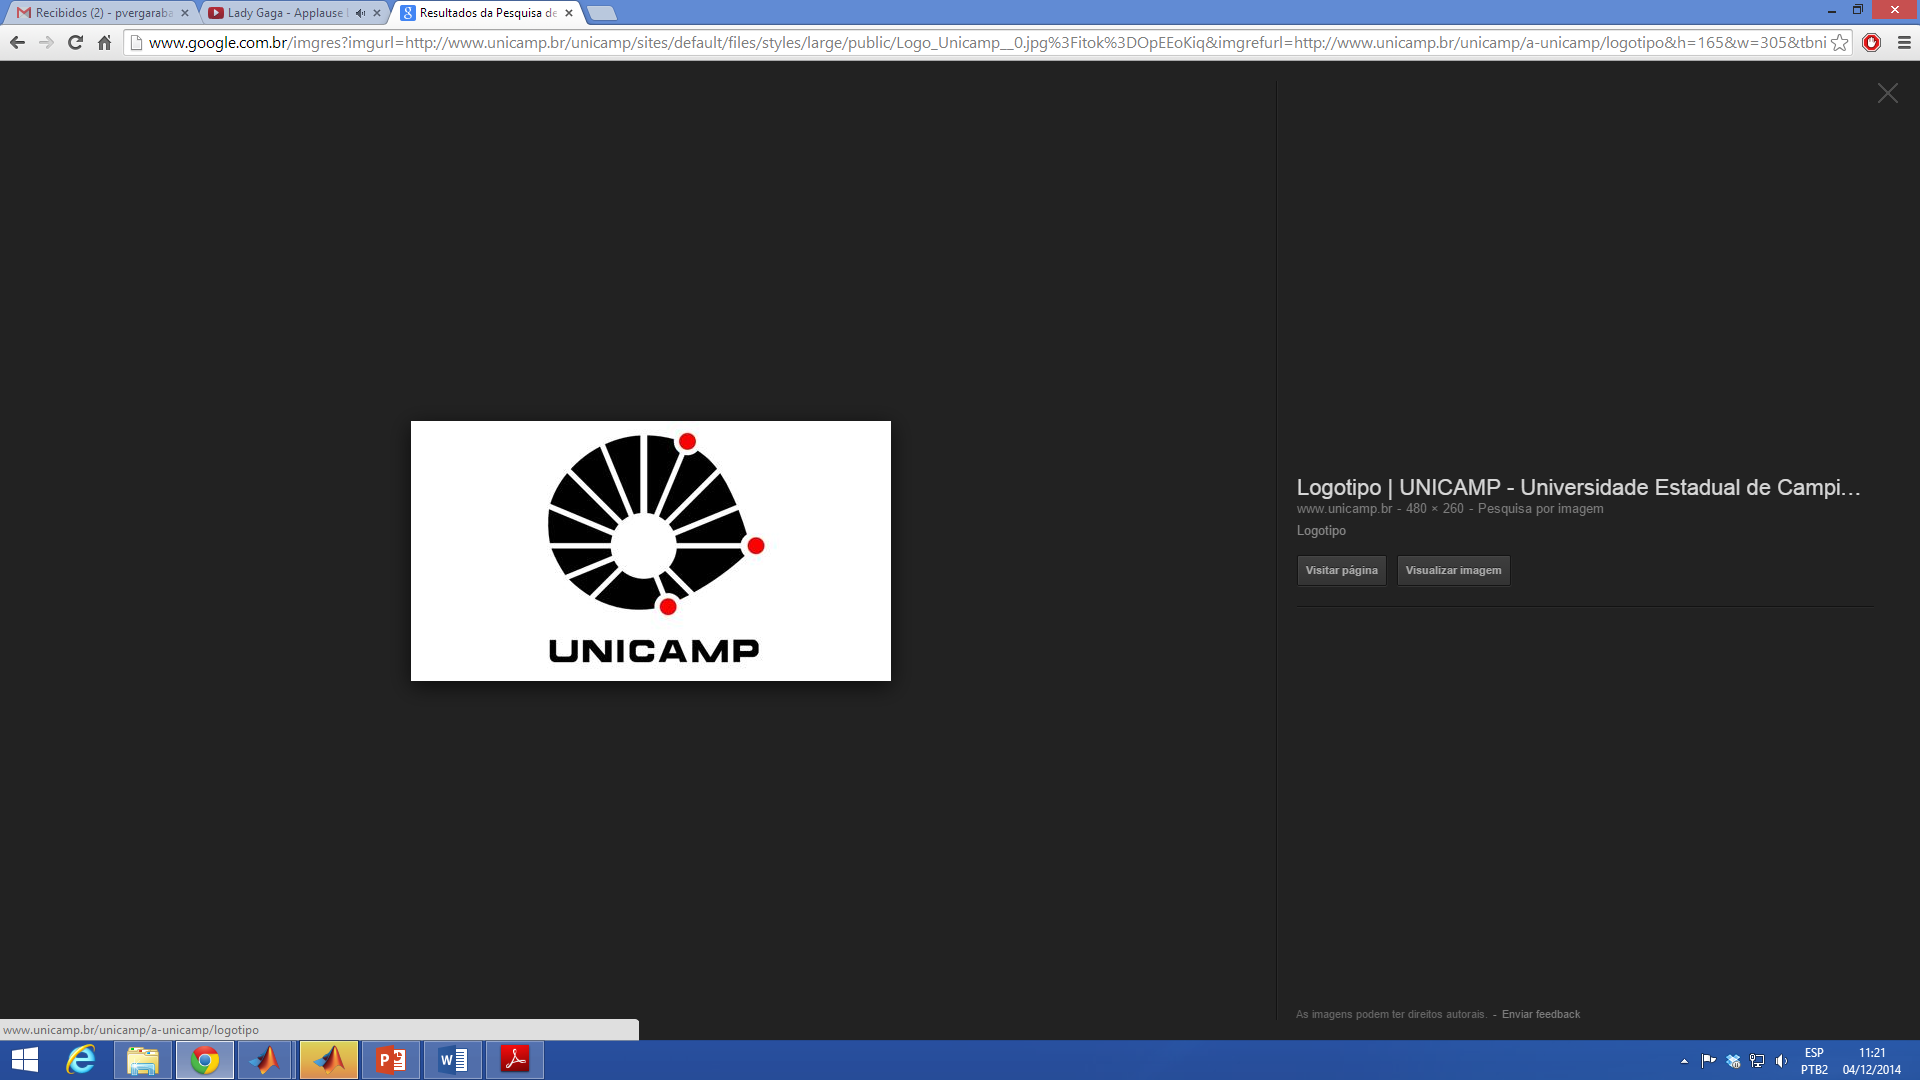 Recibidos (2) - pvergaraba
Lady Gaga - Applause
Resultados da Pesquisa de
www.google.com.br/imgres?imgurl=http://www.unicamp.br/unicamp/sites/default/files/styles/large/public/Logo_Unicamp__0.jpg%3Fitok%3DOpEEoKiq&imgrefurl=http://www.unicamp.br/unicamp/a-unicamp/logotipo&h=165&w=305&tbni
UNICAMP
Logotipo | UNICAMP - Universidade Estadual de Campi...
www.unicamp.br - 480 × 260 - Pesquisa por imagem
Logotipo
Visitar página
Visualizar imagem
As imagens podem ter direitos autorais. - Enviar feedback
www.unicamp.br/unicamp/a-unicamp/logotipo
ESP
PTB2
11:21
04/12/2014